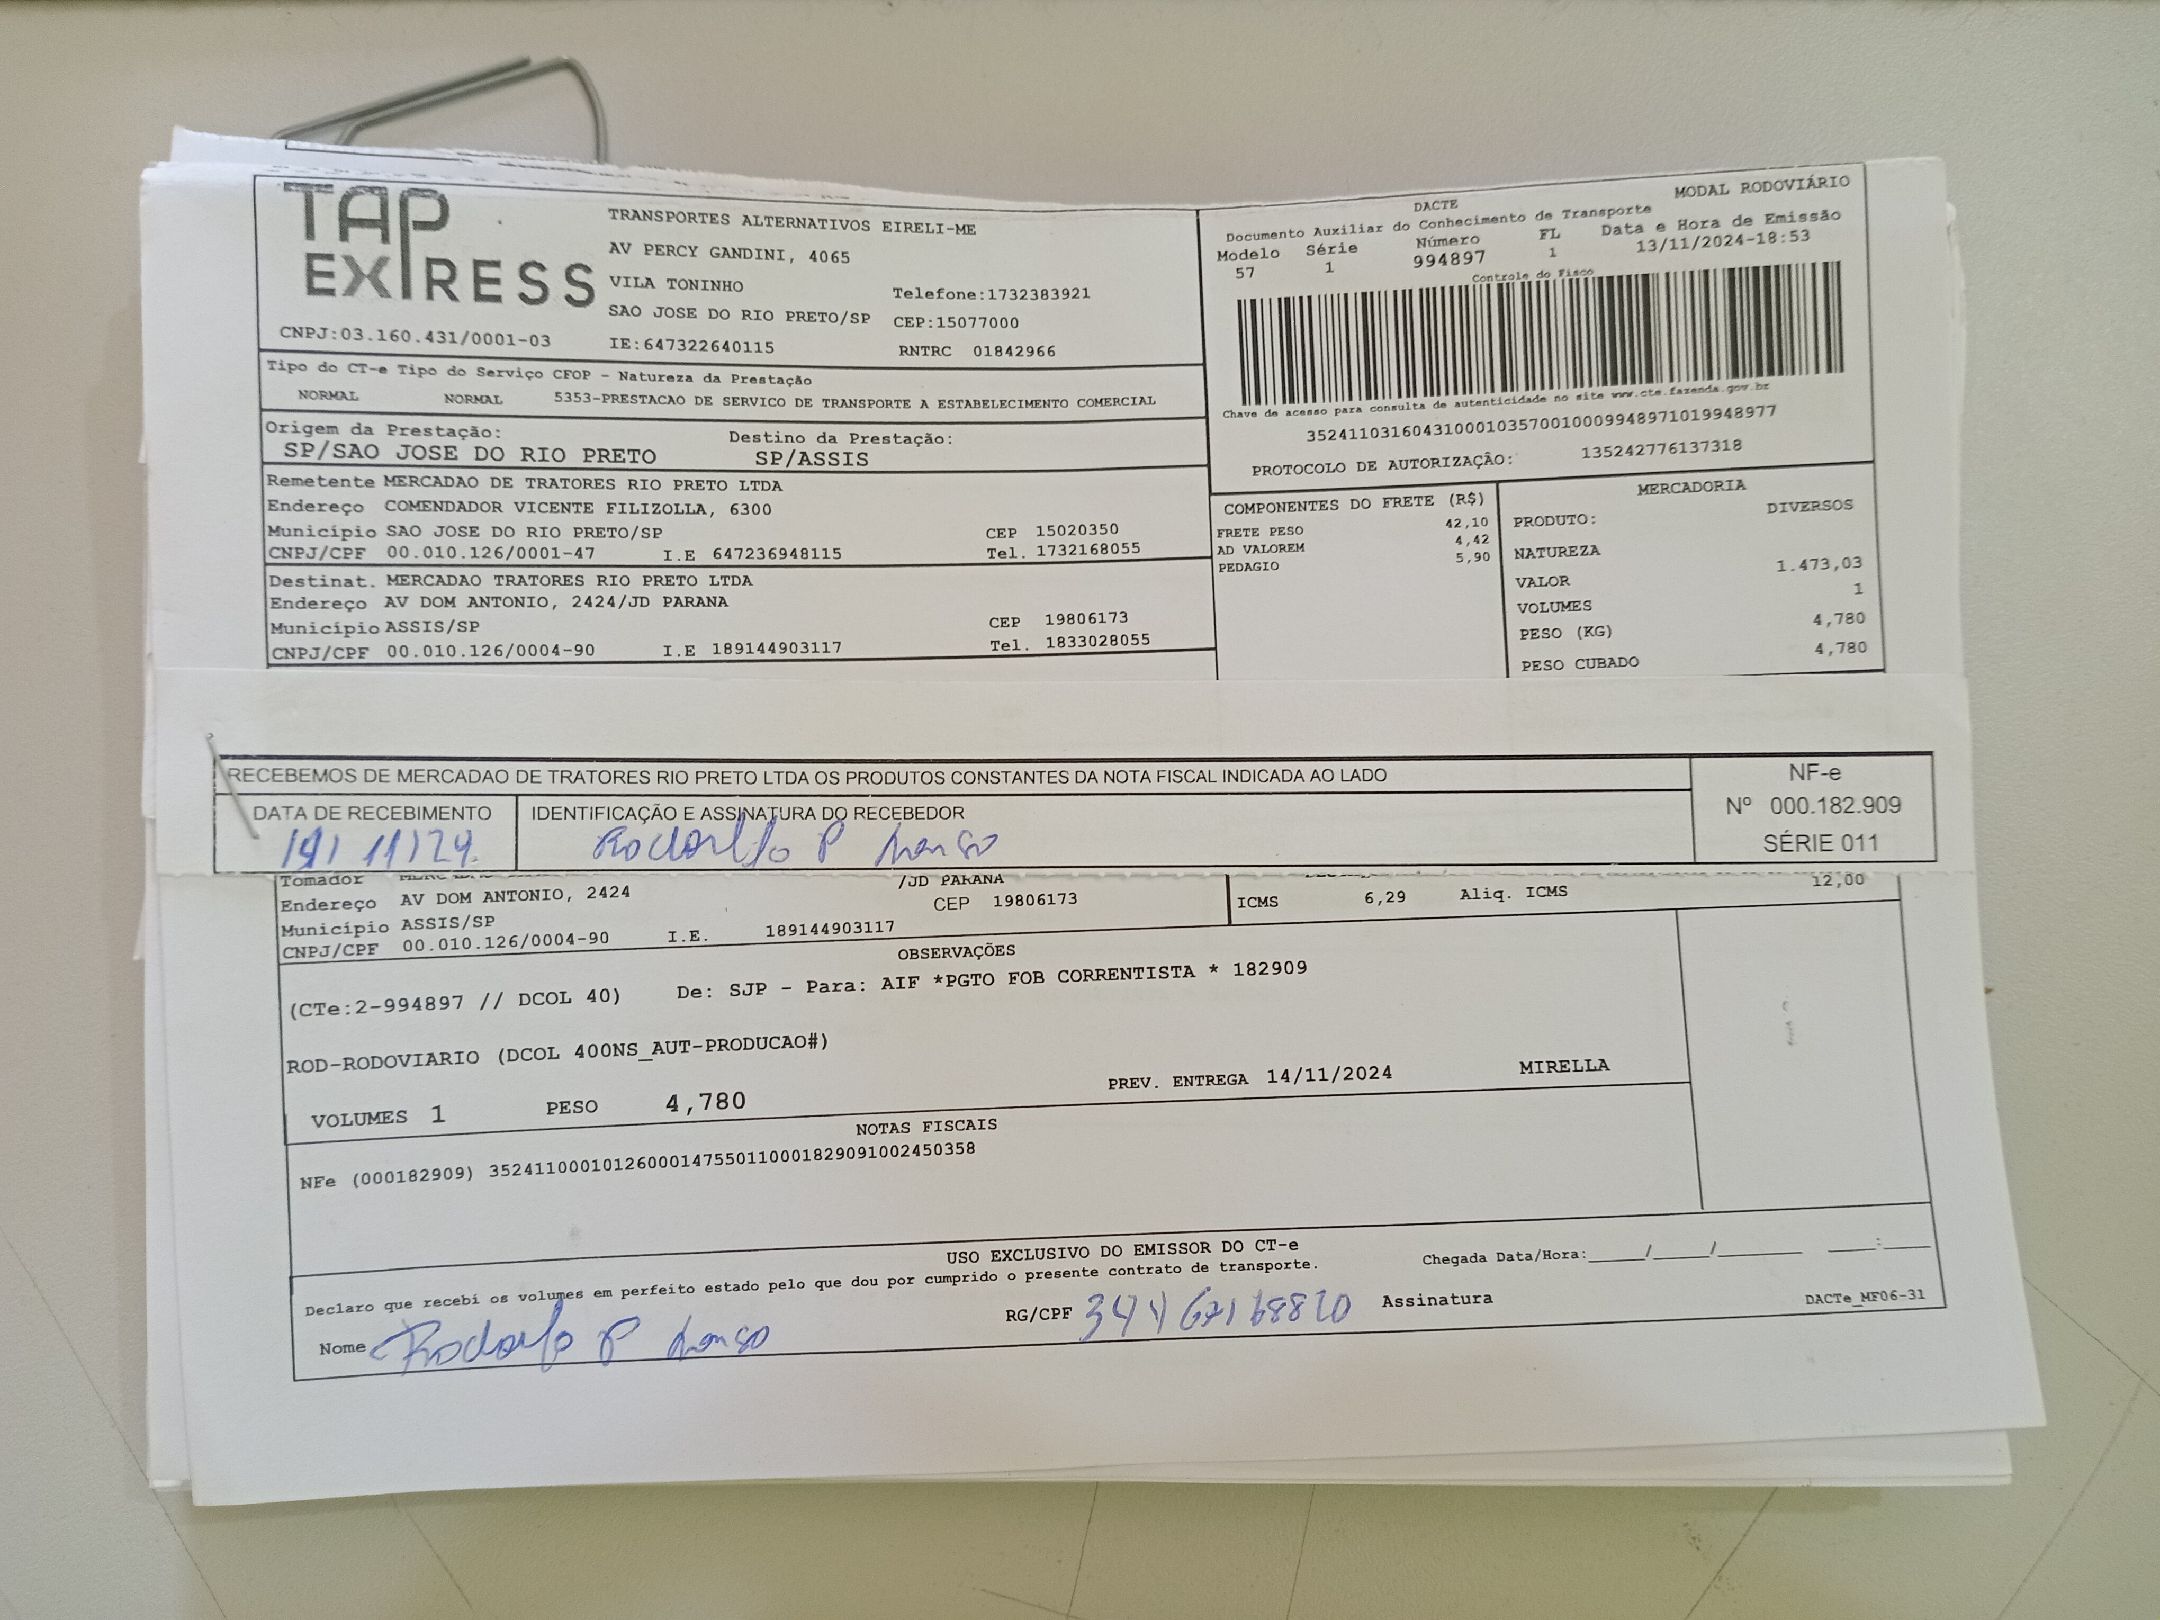 TAP EXPRESS
TRANSPORTES ALTERNATIVOS EIRELI-ME
AV PERCY GANDINI, 4065
VILA TONINHO
Telefone:1732383921
SAO JOSE DO RIO PRETO/SP CEP:15077000
CNPJ:03.160.431/0001-03 IE:647322640115 RNTRC 01842966
MODAL RODOVIÁRIO
DACTE
Documento Auxiliar do Conhecimento de Transporte
Modelo Série Número FL Data e Hora de Emissão
57 1 994897 1 13/11/2024-18:53
Controle do Fisco
Chave de acesso para consulta de autenticidade no site www.cte.fazenda.gov.br
35241103160431000103570010009948971019948977
PROTOCOLO DE AUTORIZAÇÃO: 135242776137318
Tipo do CT-e Tipo do Serviço CFOP - Natureza da Prestação
NORMAL NORMAL 5353-PRESTACAO DE SERVICO DE TRANSPORTE A ESTABELECIMENTO COMERCIAL
Origem da Prestação: Destino da Prestação:
SP/SAO JOSE DO RIO PRETO SP/ASSIS
Remetente MERCADAO DE TRATORES RIO PRETO LTDA
Endereço COMENDADOR VICENTE FILIZOLLA, 6300
Município SAO JOSE DO RIO PRETO/SP CEP 15020350
CNPJ/CPF 00.010.126/0001-47 I.E 647236948115 Tel. 1732168055
Destinat. MERCADAO TRATORES RIO PRETO LTDA
Endereço AV DOM ANTONIO, 2424/JD PARANA
Município ASSIS/SP CEP 19806173
CNPJ/CPF 00.010.126/0004-90 I.E 189144903117 Tel. 1833028055
COMPONENTES DO FRETE (R$)
FRETE PESO 42,10
AD VALOREM 4,42
PEDAGIO 5,90
MERCADORIA
PRODUTO: DIVERSOS
NATUREZA
VALOR 1.473,03
VOLUMES 1
PESO (KG) 4,780
PESO CUBADO 4,780
RECEBEMOS DE MERCADAO DE TRATORES RIO PRETO LTDA OS PRODUTOS CONSTANTES DA NOTA FISCAL INDICADA AO LADO
DATA DE RECEBIMENTO IDENTIFICAÇÃO E ASSINATURA DO RECEBEDOR
NF-e
Nº 000.182.909
SÉRIE 011
Tomador
/JD PARANA
Endereço AV DOM ANTONIO, 2424 CEP 19806173
Município ASSIS/SP
CNPJ/CPF 00.010.126/0004-90 I.E. 189144903117
ICMS 6,29 Aliq. ICMS 12,00
OBSERVAÇÕES
(CTe:2-994897 // DCOL 40) De: SJP - Para: AIF *PGTO FOB CORRENTISTA * 182909
ROD-RODOVIARIO (DCOL 400NS_AUT-PRODUCAO#)
VOLUMES 1 PESO 4,780 PREV. ENTREGA 14/11/2024 MIRELLA
NOTAS FISCAIS
NFe (000182909) 35241100010126000147550110001829091002450358
USO EXCLUSIVO DO EMISSOR DO CT-e
Declaro que recebi os volumes em perfeito estado pelo que dou por cumprido o presente contrato de transporte.
Chegada Data/Hora:_____/_____/_______ ____:____
Nome
RG/CPF
Assinatura
DACTe_MF06-31